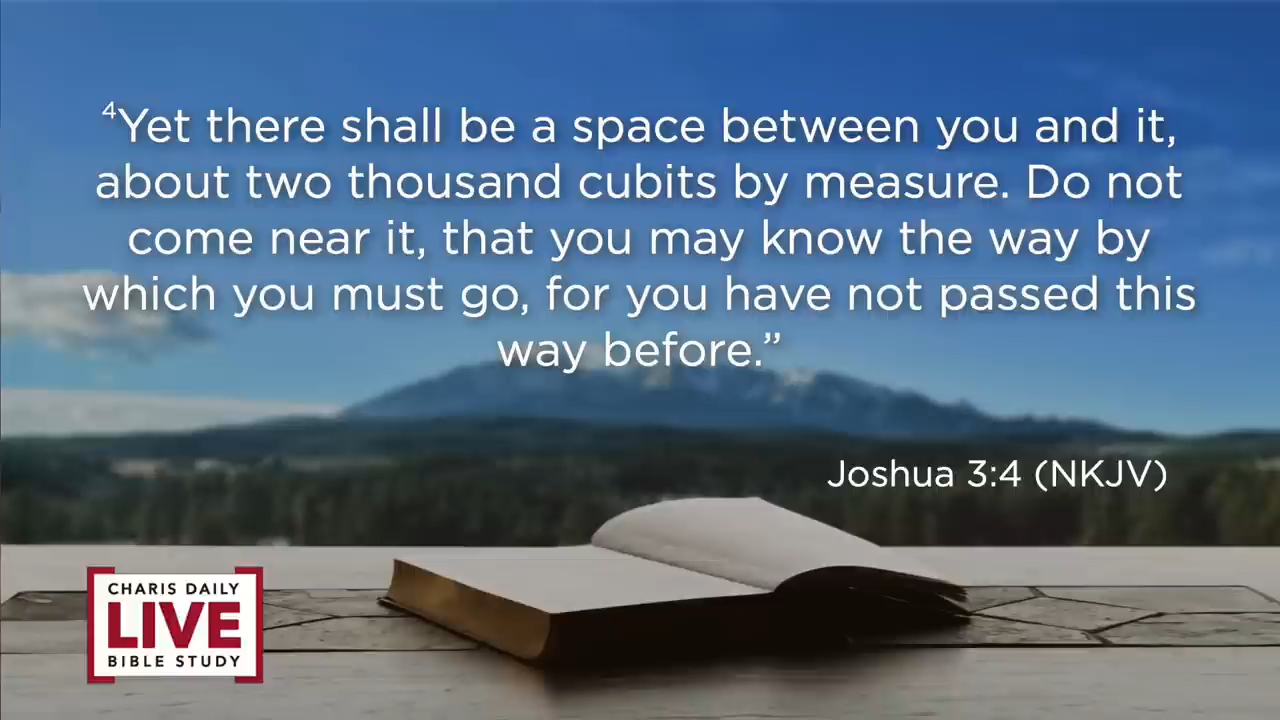 ⁴Yet there shall be a space between you and it,
about two thousand cubits by measure. Do not
come near it, that you may know the way by
which you must go, for you have not passed this
way before.”
Joshua 3:4 (NKJV)
CHARIS DAILY
LIVE
BIBLE STUDY